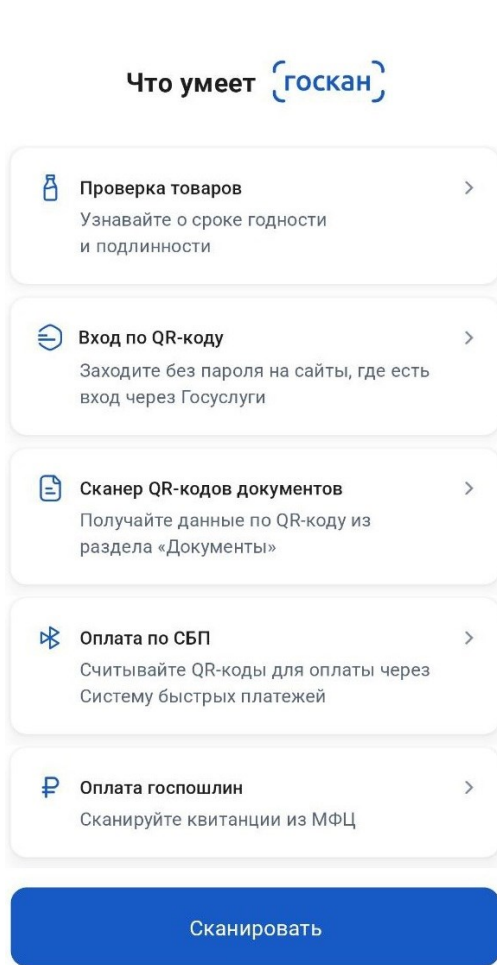 Что умеет госкан
Проверка товаров
Узнавайте о сроке годности
и подлинности
Вход по QR-коду
Заходите без пароля на сайты, где есть
вход через Госуслуги
Сканер QR-кодов документов
Получайте данные по QR-коду из
раздела «Документы»
Оплата по СБП
Считывайте QR-коды для оплаты через
Систему быстрых платежей
Оплата госпошлин
Сканируйте квитанции из МФЦ
Сканировать